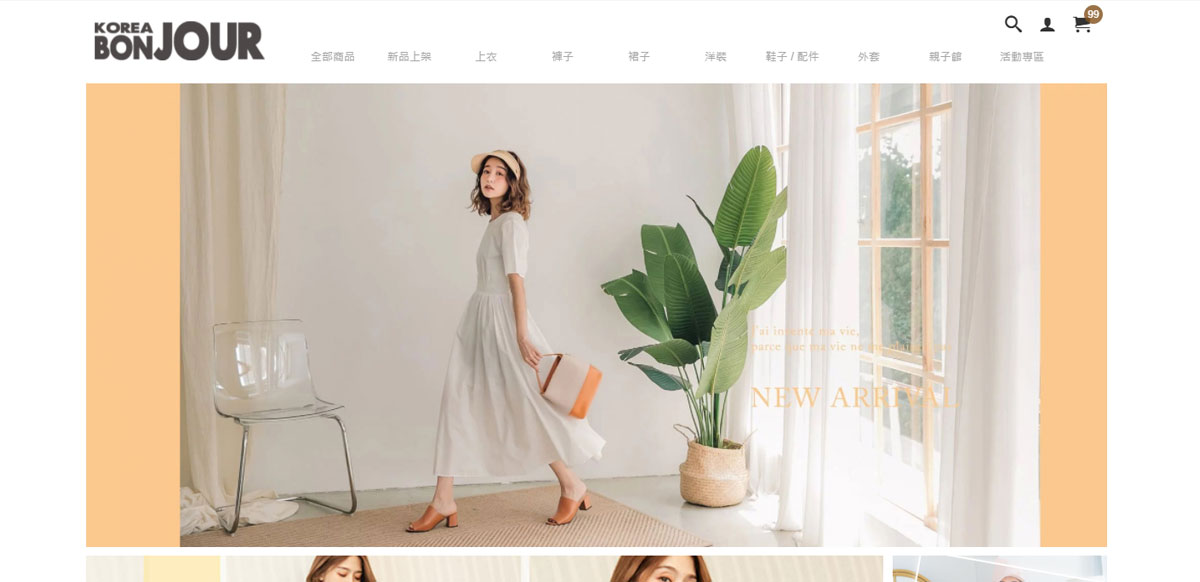 KOREA
BONJOUR
99
全部商品 新品上架 上衣 褲子 裙子 洋裝 鞋子 / 配件 外套 親子館 活動專區
J'ai invente ma vie,
parce que ma vie ne me
NEW ARRIVAL